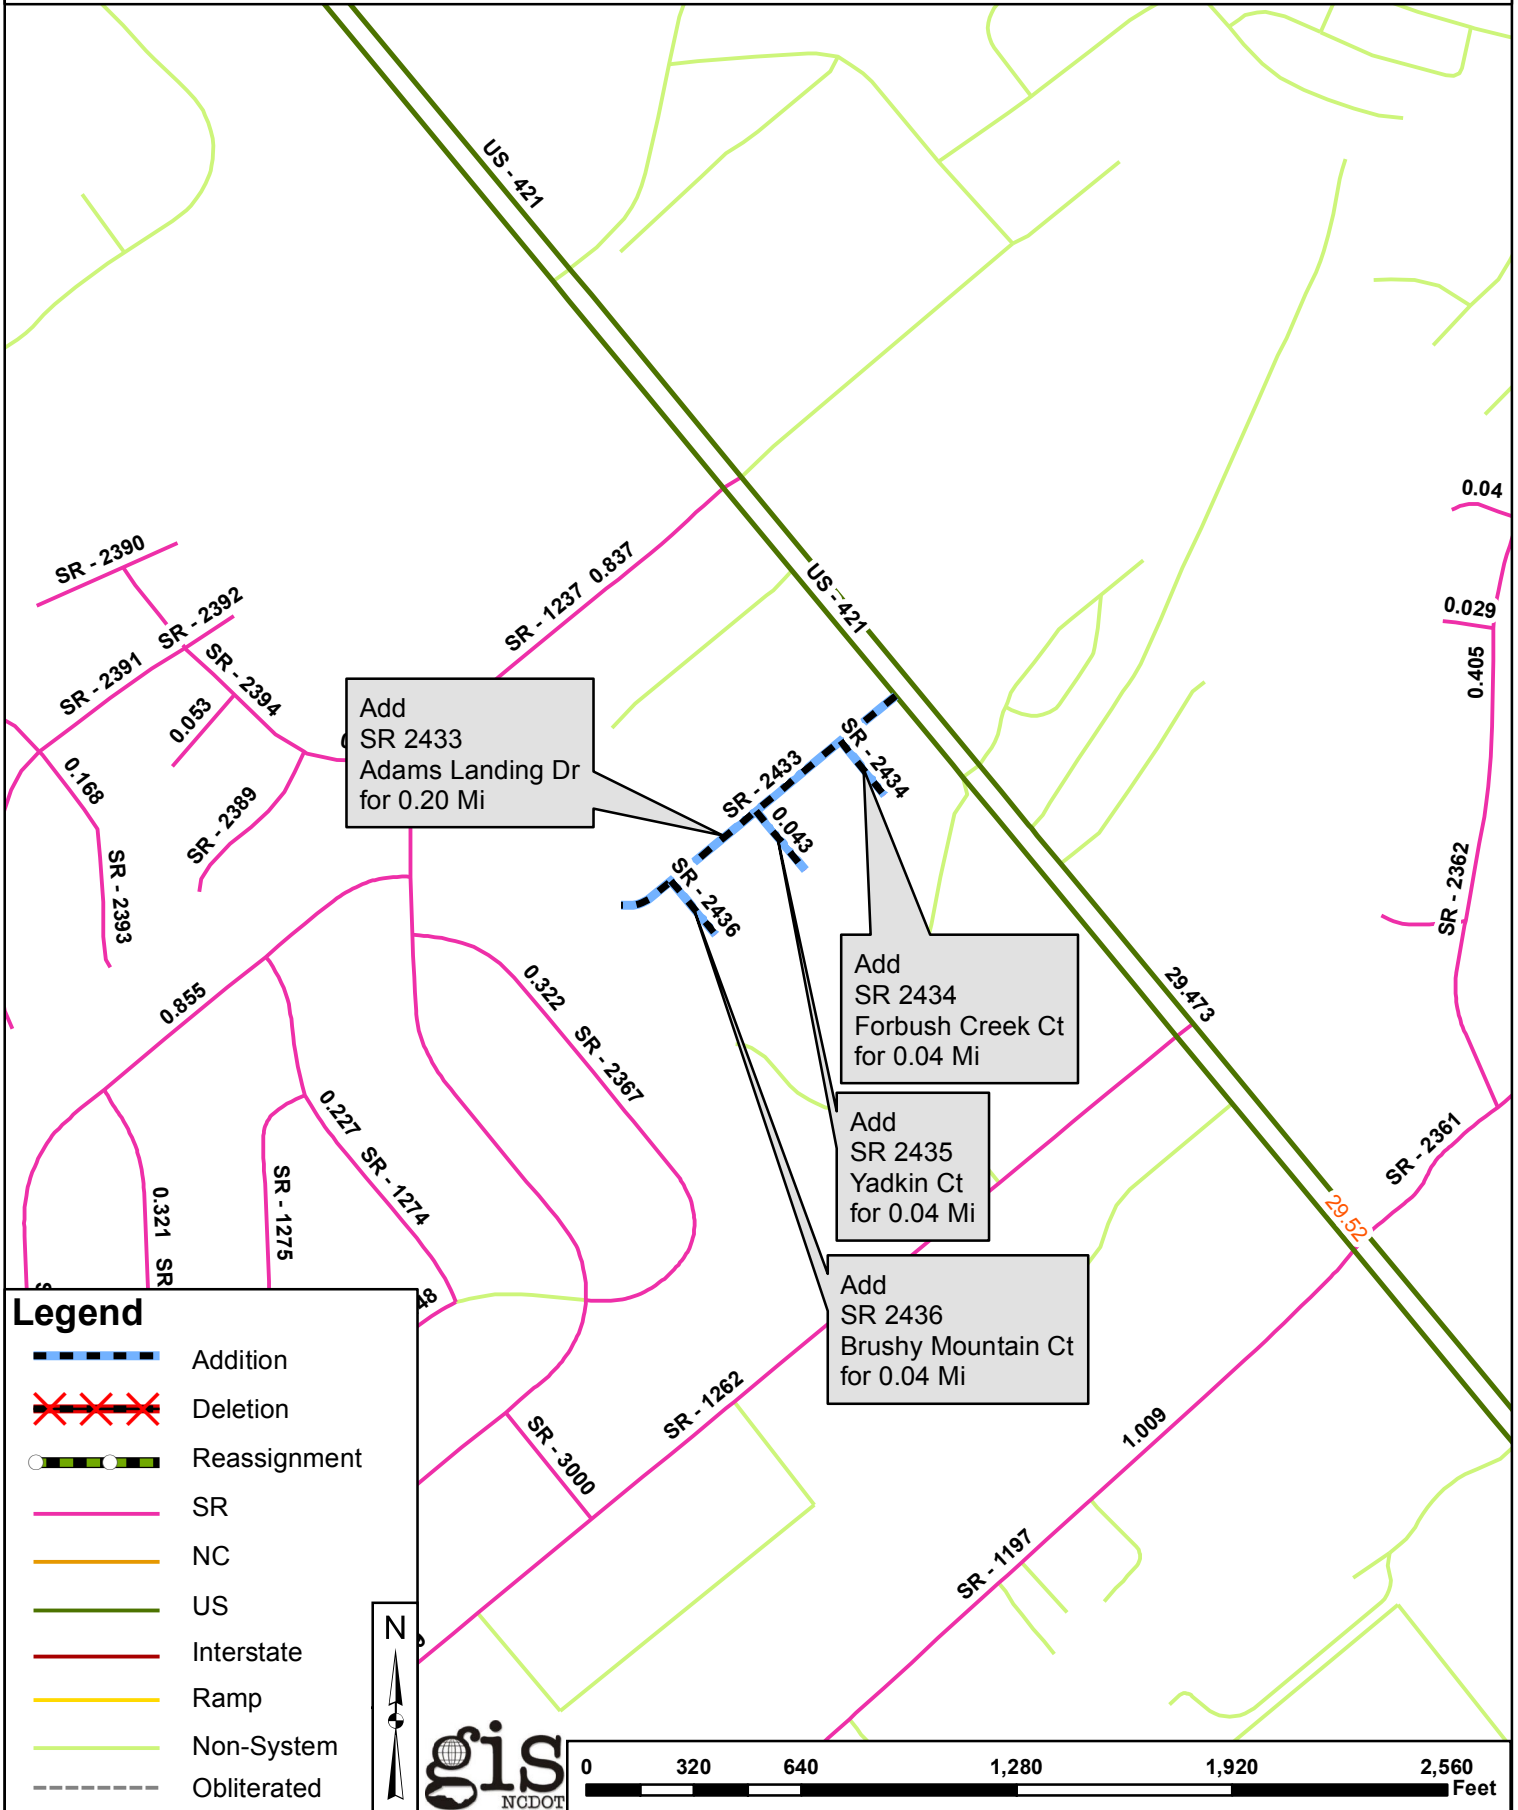 US - 421
0.04
SR - 2390
SR - 1237 0.837
US - 421
SR - 2392
0.029
SR - 2391
SR - 2394
0.405
0.053
Add
SR 2433
Adams Landing Dr
for 0.20 Mi
SR - 2434
SR - 2433
0.168
SR - 2389
0.043
SR - 2393
SR - 2436
SR - 2362
Add
SR 2434
Forbush Creek Ct
for 0.04 Mi
0.855
0.322 SR - 2367
29.473
Add
SR 2435
Yadkin Ct
for 0.04 Mi
0.227 SR - 1274
SR - 2361
0.321 SR
SR - 1275
29.52
Add
SR 2436
Brushy Mountain Ct
for 0.04 Mi
48
SR - 1262
SR - 3000
1.009
SR - 1197
Legend
Addition
Deletion
Reassignment
SR
NC
US
Interstate
Ramp
Non-System
Obliterated
N
gis
NCDOT
0 320 640 1,280 1,920 2,560
Feet